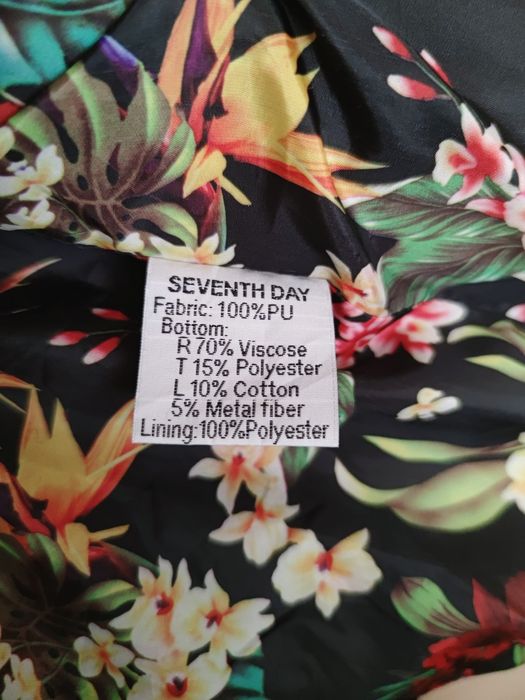 SEVENTH DAY
Fabric: 100%PU
Bottom:
R 70% Viscose
T 15% Polyester
L 10% Cotton
5% Metal fiber
Lining:100%Polyester